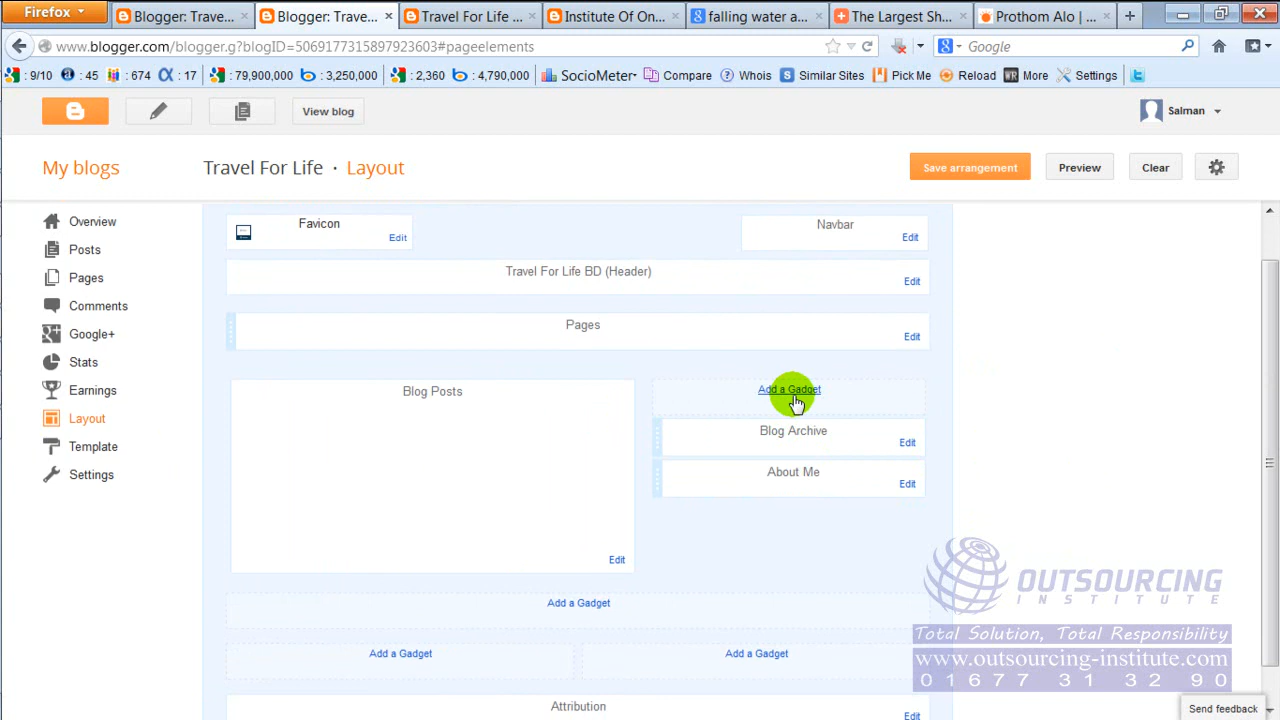 Firefox
Blogger: Trave...
Blogger: Trave...
Travel For Life ...
Institute Of On...
falling water a...
The Largest Sh...
Prothom Alo | ...
www.blogger.com/blogger.g?blogID=5069177315897923603#pageelements
Google
: 9/10 : 45 : 674 : 17 : 79,900,000 : 3,250,000 : 2,360 : 4,790,000 SocioMeter Compare Whois Similar Sites Pick Me Reload More Settings
View blog
Salman
My blogs
Travel For Life · Layout
Save arrangement
Preview
Clear
Overview
Posts
Pages
Comments
Google+
Stats
Earnings
Layout
Template
Settings
Favicon
Edit
Navbar
Edit
Travel For Life BD (Header)
Edit
Pages
Edit
Blog Posts
Edit
Add a Gadget
Blog Archive
Edit
About Me
Edit
Add a Gadget
Add a Gadget
Add a Gadget
Attribution
Edit
OUTSOURCING
INSTITUTE
Total Solution, Total Responsibility
www.outsourcing-institute.com
01677 31 32 90
Send feedback